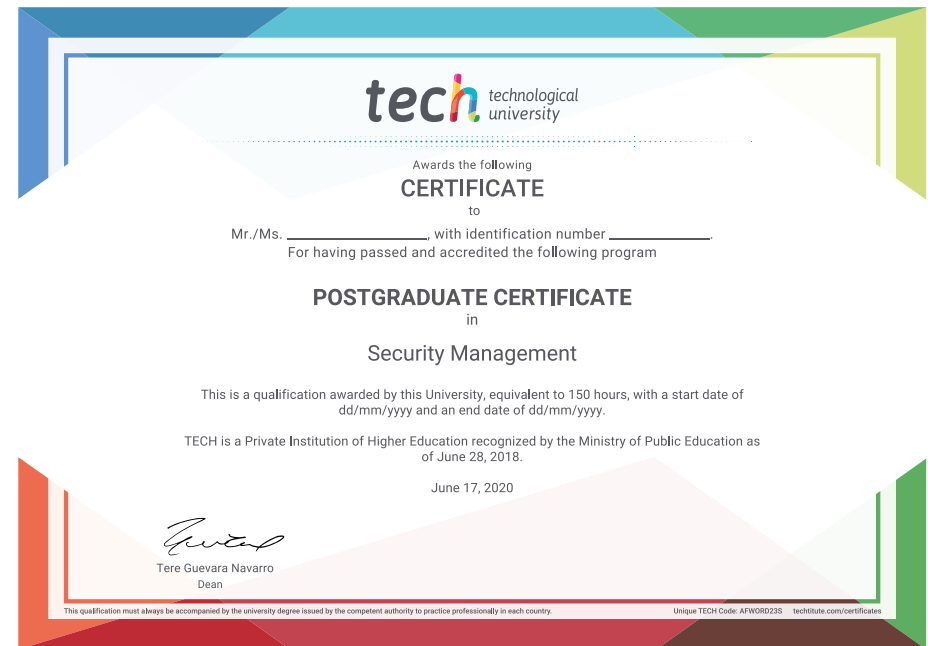 tech technological
university
Awards the following
CERTIFICATE
to
Mr./Ms. ____________________, with identification number ______________.
For having passed and accredited the following program
POSTGRADUATE CERTIFICATE
in
Security Management
This is a qualification awarded by this University, equivalent to 150 hours, with a start date of
dd/mm/yyyy and an end date of dd/mm/yyyy.
TECH is a Private Institution of Higher Education recognized by the Ministry of Public Education as
of June 28, 2018.
June 17, 2020
Tere Guevara Navarro
Dean
This qualification must always be accompanied by the university degree issued by the competent authority to practice professionally in each country. Unique TECH Code: AFWORD23S techtitute.com/certificates